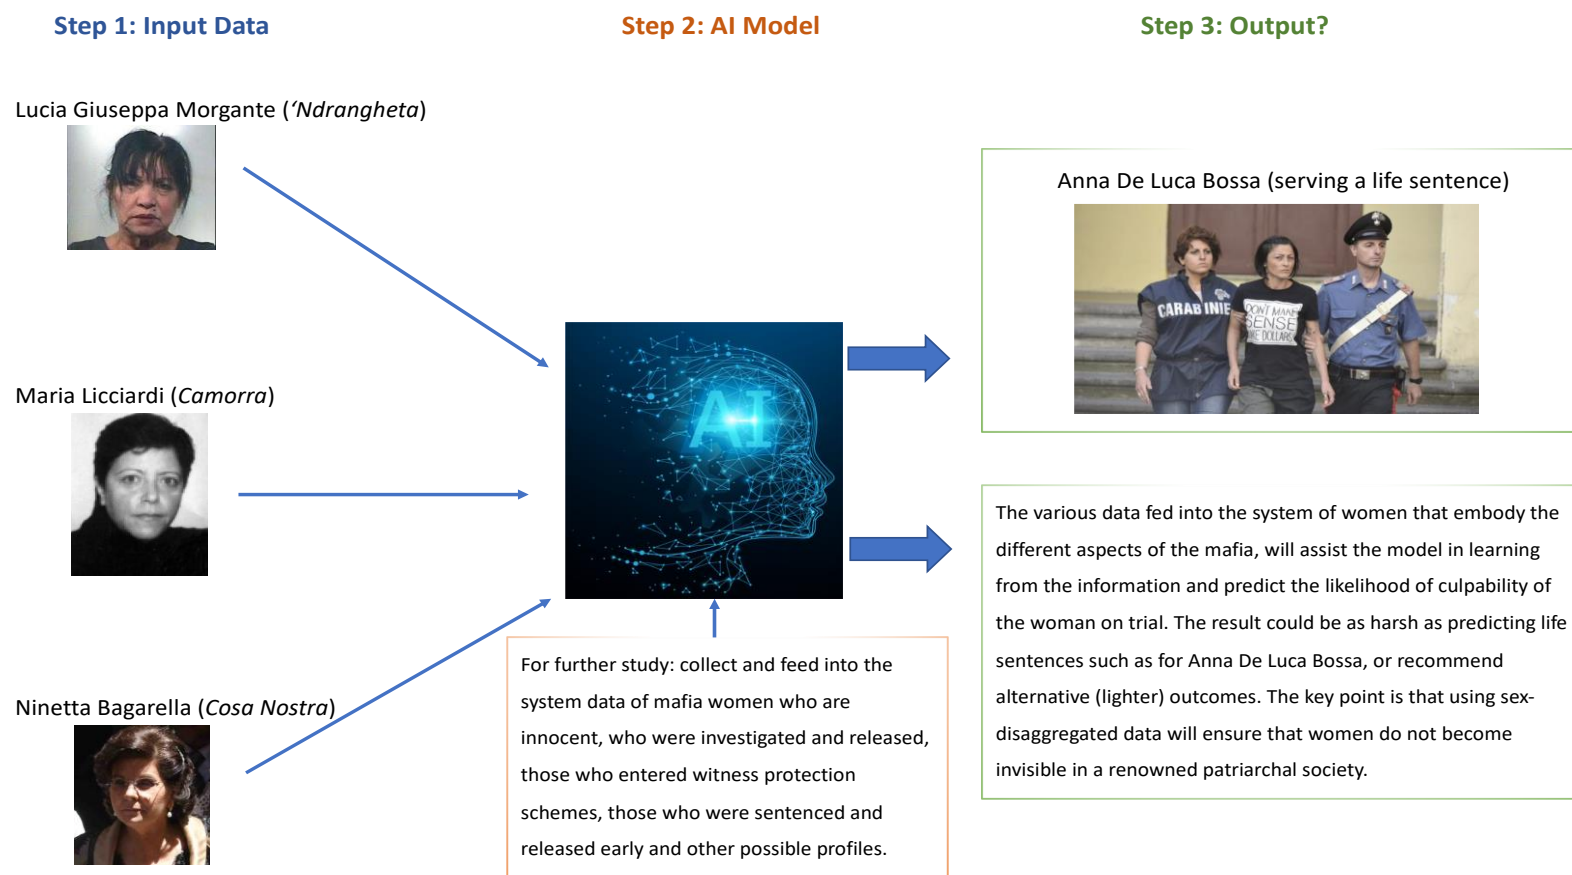 Step 1: Input Data
Step 2: AI Model
Step 3: Output?
Lucia Giuseppa Morgante (‘Ndrangheta)
Maria Licciardi (Camorra)
Ninetta Bagarella (Cosa Nostra)
AI
For further study: collect and feed into the
system data of mafia women who are
innocent, who were investigated and released,
those who entered witness protection
schemes, those who were sentenced and
released early and other possible profiles.
Anna De Luca Bossa (serving a life sentence)
CARABINIE
DON'T MAKE
SENSE
DOLLARS
The various data fed into the system of women that embody the
different aspects of the mafia, will assist the model in learning
from the information and predict the likelihood of culpability of
the woman on trial. The result could be as harsh as predicting life
sentences such as for Anna De Luca Bossa, or recommend
alternative (lighter) outcomes. The key point is that using sex-
disaggregated data will ensure that women do not become
invisible in a renowned patriarchal society.